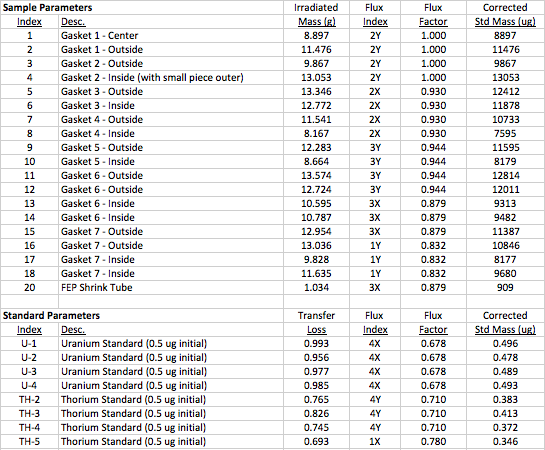 Sample Parameters Irradiated Flux Flux Corrected
Index Desc. Mass (g) Index Factor Std Mass (ug)
1 Gasket 1 - Center 8.897 2Y 1.000 8897
2 Gasket 1 - Outside 11.476 2Y 1.000 11476
3 Gasket 2 - Outside 9.867 2Y 1.000 9867
4 Gasket 2 - Inside (with small piece outer) 13.053 2Y 1.000 13053
5 Gasket 3 - Outside 13.346 2X 0.930 12412
6 Gasket 3 - Inside 12.772 2X 0.930 11878
7 Gasket 4 - Outside 11.541 2X 0.930 10733
8 Gasket 4 - Inside 8.167 2X 0.930 7595
9 Gasket 5 - Outside 12.283 3Y 0.944 11595
10 Gasket 5 - Inside 8.664 3Y 0.944 8179
11 Gasket 6 - Outside 13.574 3Y 0.944 12814
12 Gasket 6 - Outside 12.724 3Y 0.944 12011
13 Gasket 6 - Inside 10.595 3X 0.879 9313
14 Gasket 6 - Inside 10.787 3X 0.879 9482
15 Gasket 7 - Outside 12.954 3X 0.879 11387
16 Gasket 7 - Outside 13.036 1Y 0.832 10846
17 Gasket 7 - Inside 9.828 1Y 0.832 8177
18 Gasket 7 - Inside 11.635 1Y 0.832 9680
20 FEP Shrink Tube 1.034 3X 0.879 909
Standard Parameters Transfer Flux Flux Corrected
Index Desc. Loss Index Factor Std Mass (ug)
U-1 Uranium Standard (0.5 ug initial) 0.993 4X 0.678 0.496
U-2 Uranium Standard (0.5 ug initial) 0.956 4X 0.678 0.478
U-3 Uranium Standard (0.5 ug initial) 0.977 4X 0.678 0.489
U-4 Uranium Standard (0.5 ug initial) 0.985 4X 0.678 0.493
TH-2 Thorium Standard (0.5 ug initial) 0.765 4Y 0.710 0.383
TH-3 Thorium Standard (0.5 ug initial) 0.826 4Y 0.710 0.413
TH-4 Thorium Standard (0.5 ug initial) 0.745 4Y 0.710 0.372
TH-5 Thorium Standard (0.5 ug initial) 0.693 1X 0.780 0.346